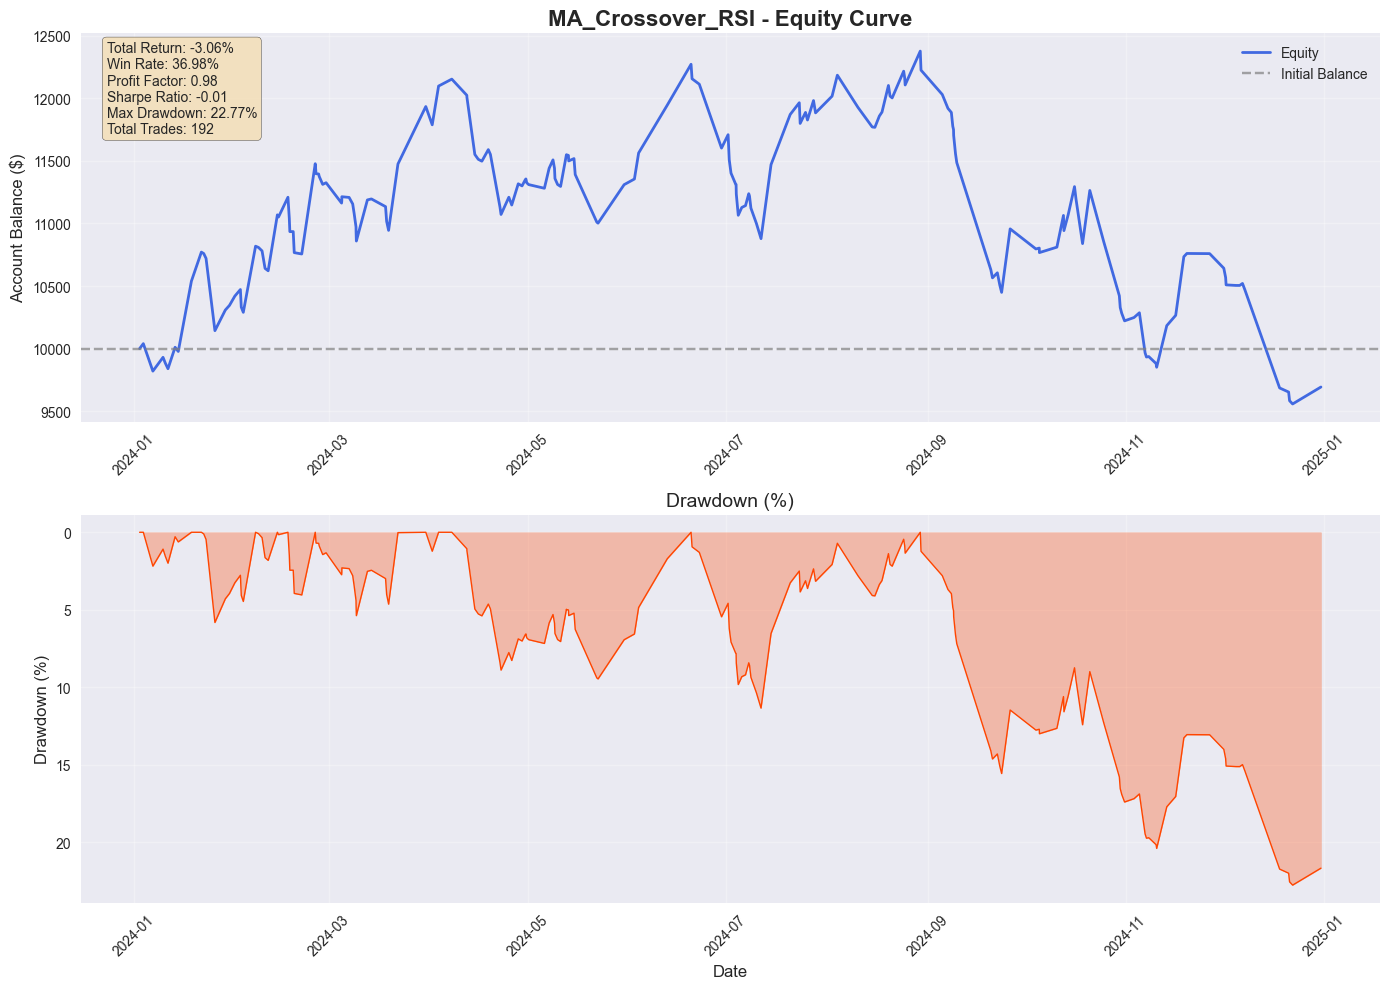 MA_Crossover_RSI - Equity Curve
Total Return: -3.06%
Win Rate: 36.98%
Profit Factor: 0.98
Sharpe Ratio: -0.01
Max Drawdown: 22.77%
Total Trades: 192
Equity
Initial Balance
Account Balance ($)
12500
12000
11500
11000
10500
10000
9500
2024-01
2024-03
2024-05
2024-07
2024-09
2024-11
2025-01
Drawdown (%)
Drawdown (%)
0
5
10
15
20
2024-01
2024-03
2024-05
2024-07
2024-09
2024-11
2025-01
Date